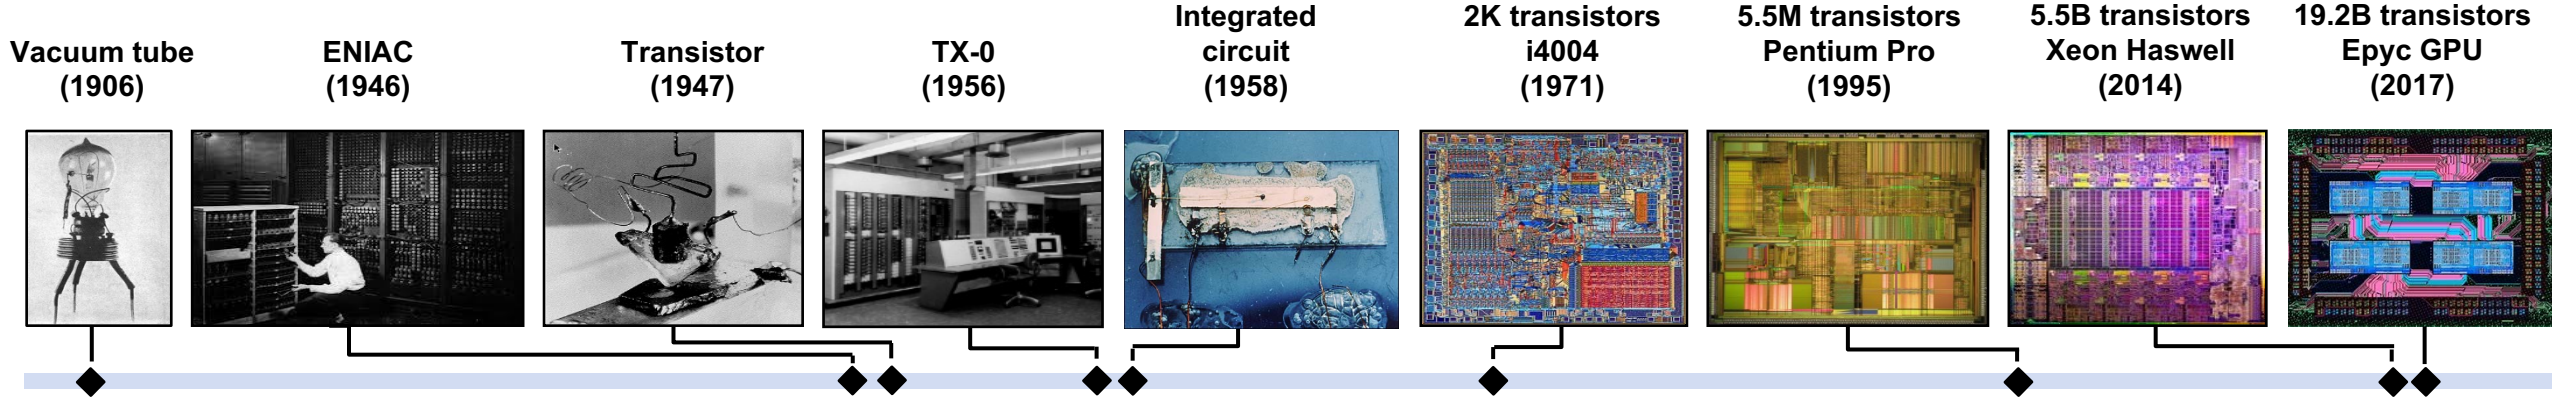 Vacuum tube
(1906)
ENIAC
(1946)
Transistor
(1947)
TX-0
(1956)
Integrated
circuit
(1958)
2K transistors
i4004
(1971)
5.5M transistors
Pentium Pro
(1995)
5.5B transistors
Xeon Haswell
(2014)
19.2B transistors
Epyc GPU
(2017)